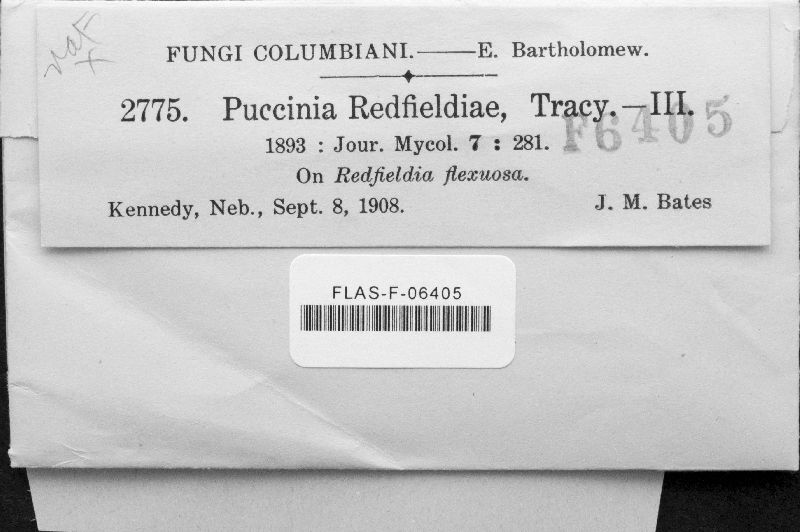 FUNGI COLUMBIANI.——E. Bartholomew.
2775. Puccinia Redfieldiae, Tracy.—III.
F6405
1893 : Jour. Mycol. 7 : 281.
On Redfieldia flexuosa.
Kennedy, Neb., Sept. 8, 1908. J. M. Bates
FLAS-F-06405